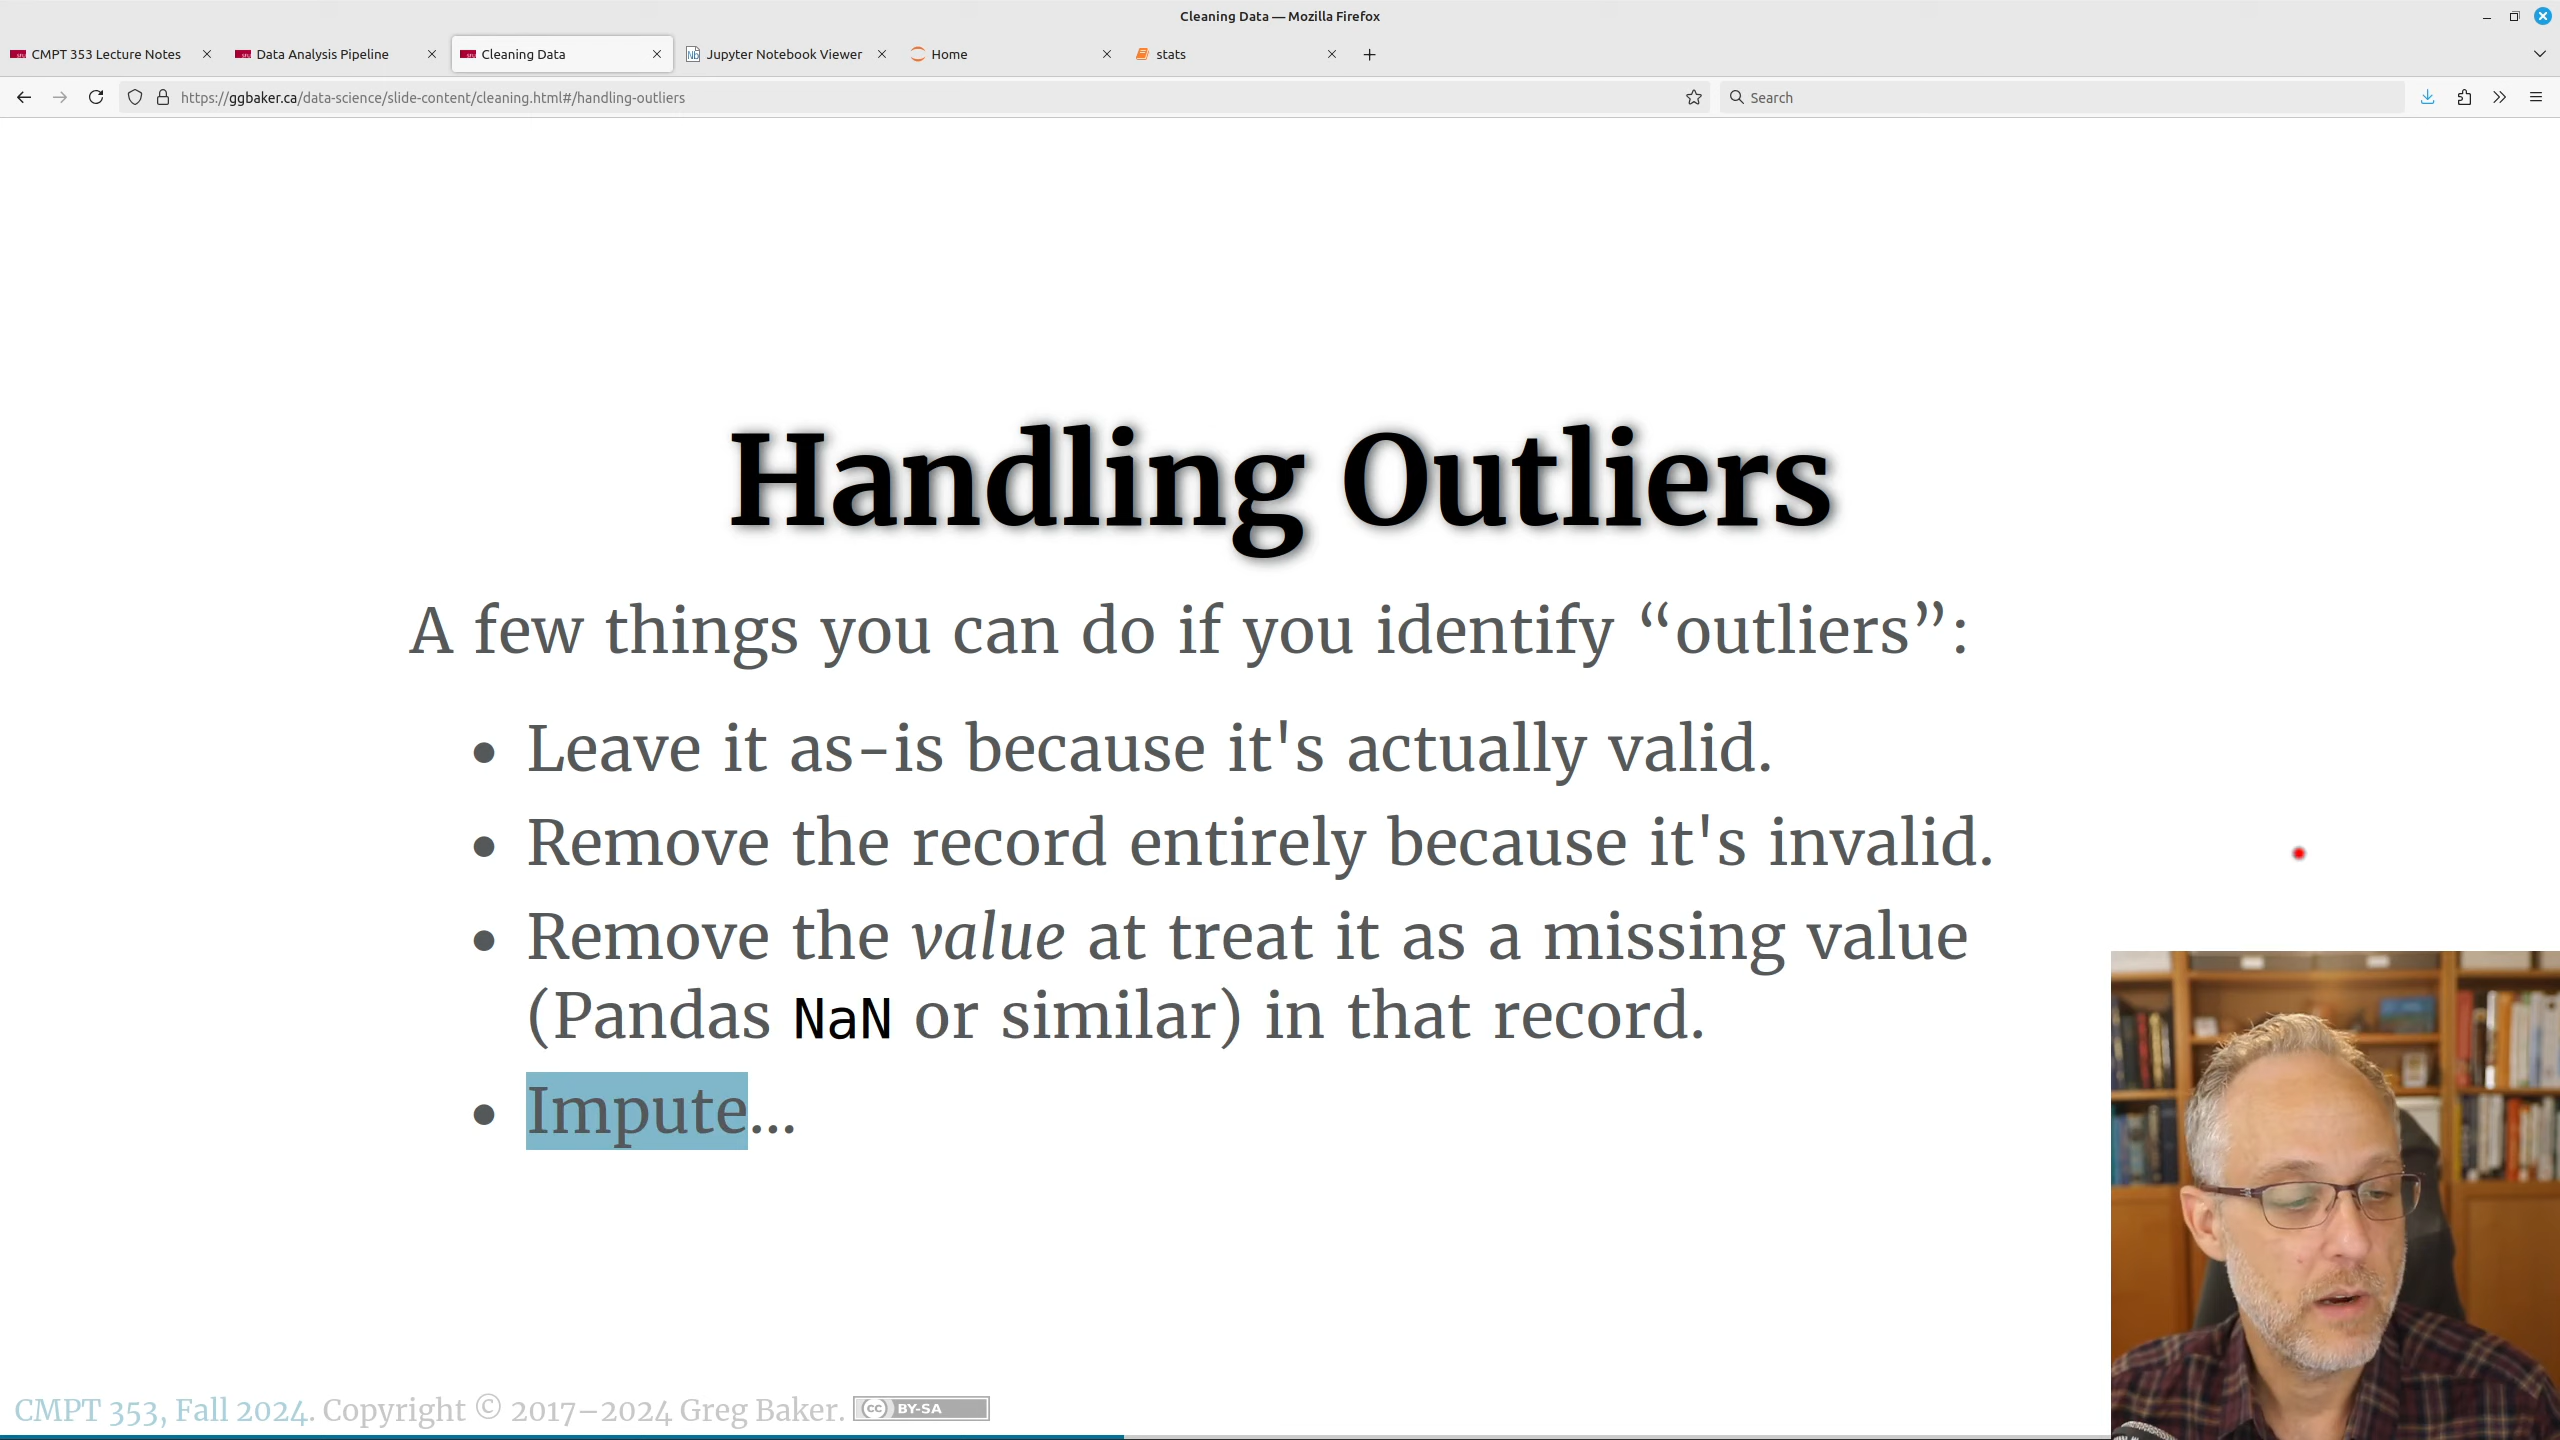 Cleaning Data — Mozilla Firefox
CMPT 353 Lecture Notes
Data Analysis Pipeline
Cleaning Data
Jupyter Notebook Viewer
Home
stats
https://ggbaker.ca/data-science/slide-content/cleaning.html#/handling-outliers
Search
Handling Outliers
A few things you can do if you identify “outliers”:
• Leave it as-is because it's actually valid.
• Remove the record entirely because it's invalid.
• Remove the value at treat it as a missing value
(Pandas NaN or similar) in that record.
• Impute…
CMPT 353, Fall 2024. Copyright © 2017–2024 Greg Baker. cc BY-SA